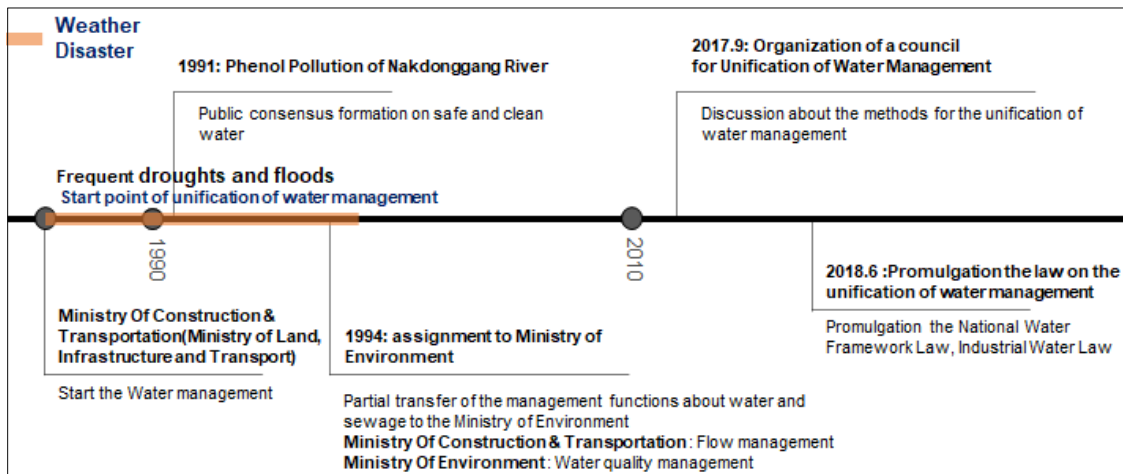 Weather
Disaster
1991: Phenol Pollution of Nakdonggang River
Public consensus formation on safe and clean
water
2017.9: Organization of a council
for Unification of Water Management
Discussion about the methods for the unification of
water management
Frequent droughts and floods
Start point of unification of water management
1990
2010
Ministry Of Construction &
Transportation(Ministry of Land,
Infrastructure and Transport)
Start the Water management
1994: assignment to Ministry of
Environment
Partial transfer of the management functions about water and
sewage to the Ministry of Environment
Ministry Of Construction & Transportation: Flow management
Ministry Of Environment: Water quality management
2018.6 :Promulgation the law on the
unification of water management
Promulgation the National Water
Framework Law, Industrial Water Law